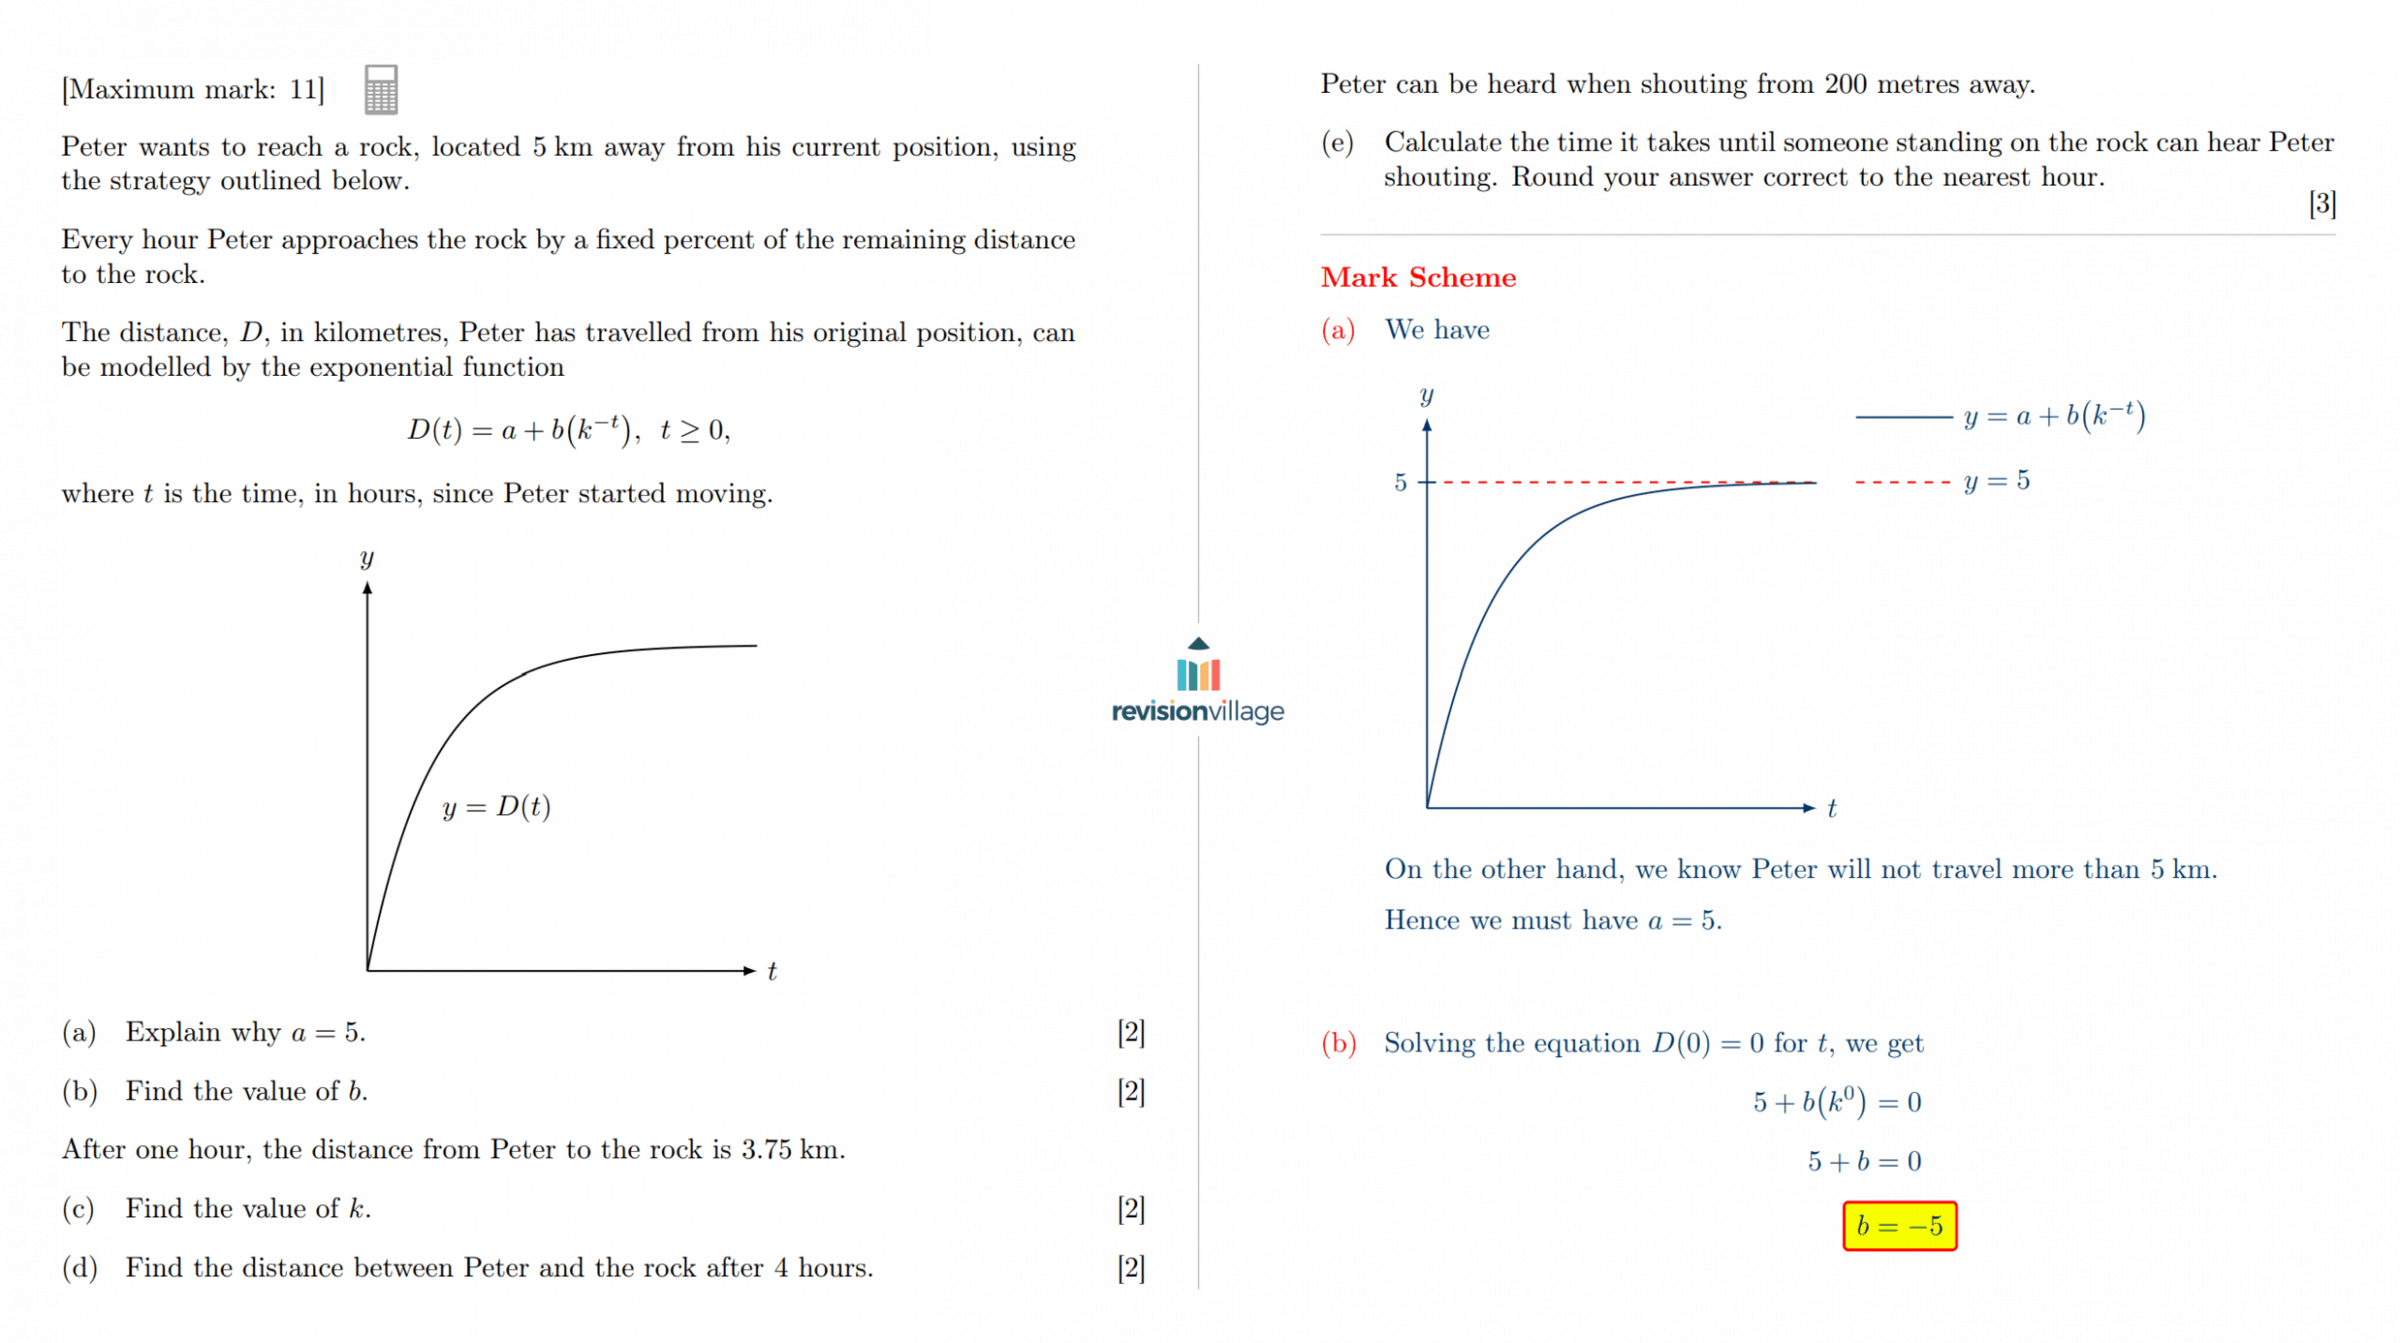 [Maximum mark: 11]
Peter wants to reach a rock, located 5 km away from his current position, using
the strategy outlined below.
Every hour Peter approaches the rock by a fixed percent of the remaining distance
to the rock.
The distance, D, in kilometres, Peter has travelled from his original position, can
be modelled by the exponential function
D(t) = a + b(k⁻ᵗ), t ≥ 0,
where t is the time, in hours, since Peter started moving.
y
y = D(t)
t
(a) Explain why a = 5. [2]
(b) Find the value of b. [2]
After one hour, the distance from Peter to the rock is 3.75 km.
(c) Find the value of k. [2]
(d) Find the distance between Peter and the rock after 4 hours. [2]
revisionvillage
Peter can be heard when shouting from 200 metres away.
(e) Calculate the time it takes until someone standing on the rock can hear Peter
shouting. Round your answer correct to the nearest hour.
[3]
Mark Scheme
(a) We have
y
y = a + b(k⁻ᵗ)
5
y = 5
t
On the other hand, we know Peter will not travel more than 5 km.
Hence we must have a = 5.
(b) Solving the equation D(0) = 0 for t, we get
5 + b(k⁰) = 0
5 + b = 0
b = −5